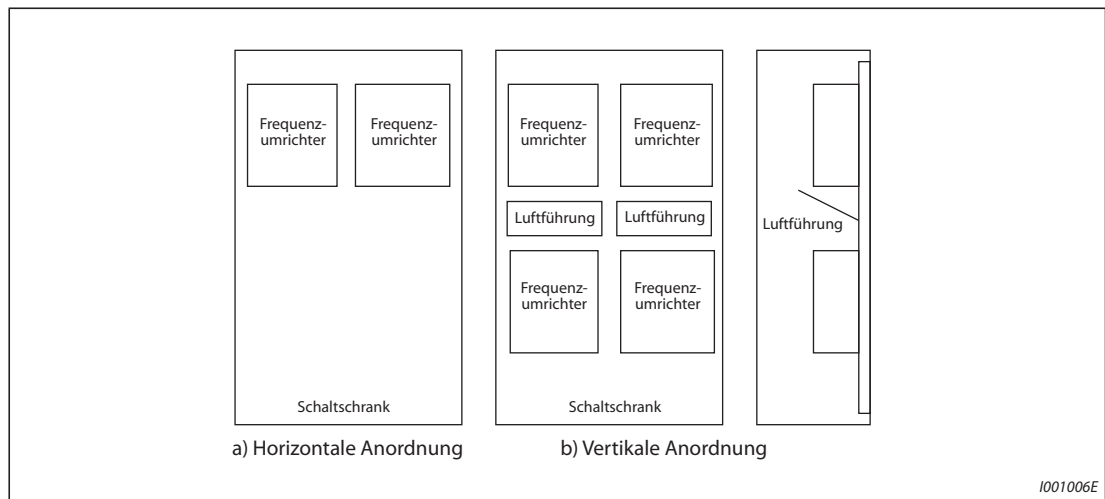 Frequenz-
umrichter
Frequenz-
umrichter
Schaltschrank
a) Horizontale Anordnung
Frequenz-
umrichter
Frequenz-
umrichter
Luftführung
Luftführung
Frequenz-
umrichter
Frequenz-
umrichter
Schaltschrank
Luftführung
b) Vertikale Anordnung
I001006E